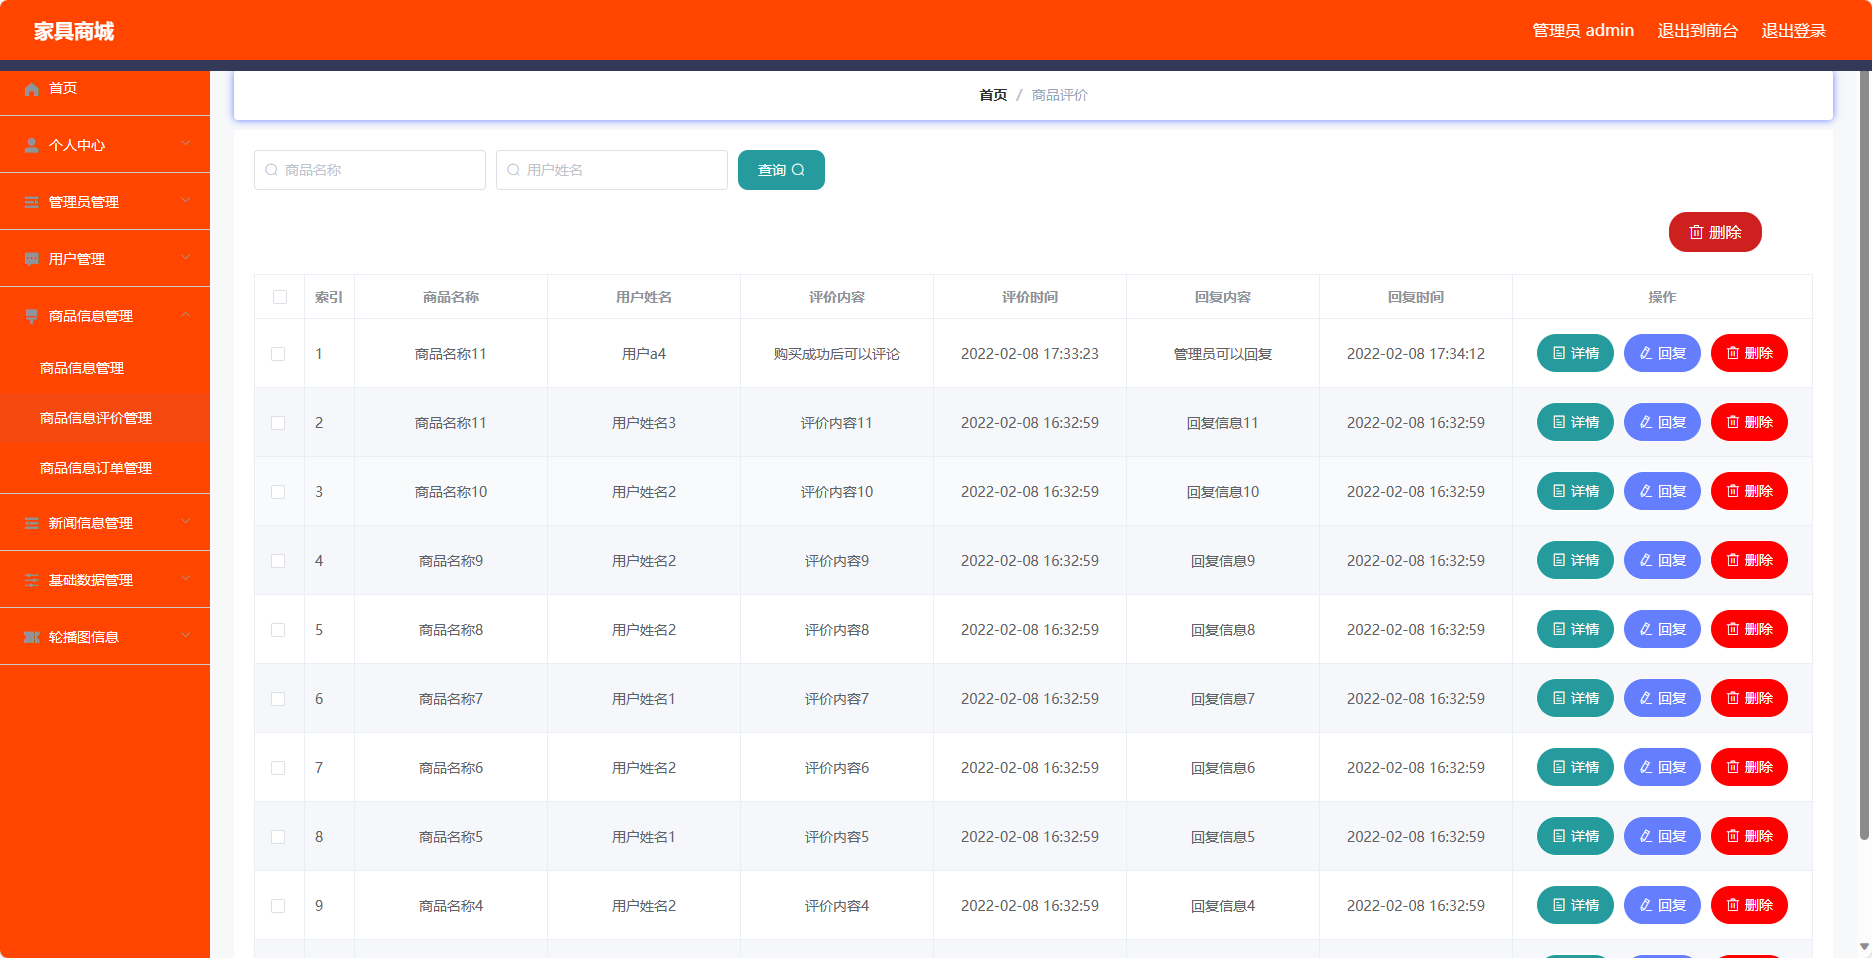 家具商城
管理员 admin 退出到前台 退出登录
首页
个人中心
管理员管理
用户管理
商品信息管理
商品信息管理
商品信息评价管理
商品信息订单管理
新闻信息管理
基础数据管理
轮播图信息
首页 / 商品评价
商品名称 用户姓名 查询
删除
索引 商品名称 用户姓名 评价内容 评价时间 回复内容 回复时间 操作
1 商品名称11 用户a4 购买成功后可以评论 2022-02-08 17:33:23 管理员可以回复 2022-02-08 17:34:12 详情 回复 删除
2 商品名称11 用户姓名3 评价内容11 2022-02-08 16:32:59 回复信息11 2022-02-08 16:32:59 详情 回复 删除
3 商品名称10 用户姓名2 评价内容10 2022-02-08 16:32:59 回复信息10 2022-02-08 16:32:59 详情 回复 删除
4 商品名称9 用户姓名2 评价内容9 2022-02-08 16:32:59 回复信息9 2022-02-08 16:32:59 详情 回复 删除
5 商品名称8 用户姓名2 评价内容8 2022-02-08 16:32:59 回复信息8 2022-02-08 16:32:59 详情 回复 删除
6 商品名称7 用户姓名1 评价内容7 2022-02-08 16:32:59 回复信息7 2022-02-08 16:32:59 详情 回复 删除
7 商品名称6 用户姓名2 评价内容6 2022-02-08 16:32:59 回复信息6 2022-02-08 16:32:59 详情 回复 删除
8 商品名称5 用户姓名1 评价内容5 2022-02-08 16:32:59 回复信息5 2022-02-08 16:32:59 详情 回复 删除
9 商品名称4 用户姓名2 评价内容4 2022-02-08 16:32:59 回复信息4 2022-02-08 16:32:59 详情 回复 删除